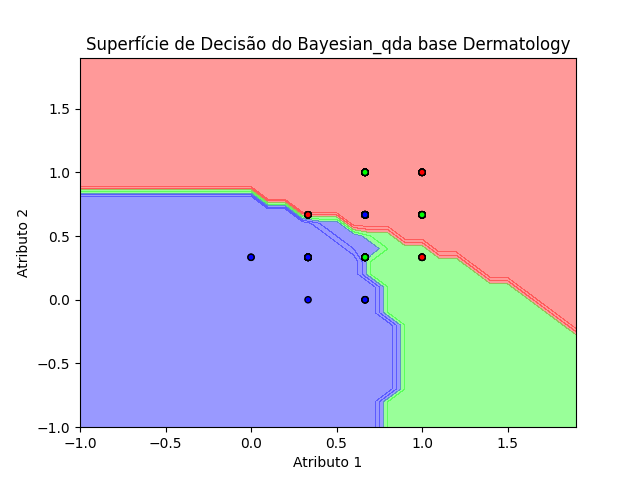 Superfície de Decisão do Bayesian_qda base Dermatology
Atributo 2
1.5
1.0
0.5
0.0
−0.5
−1.0
−1.0 −0.5 0.0 0.5 1.0 1.5
Atributo 1